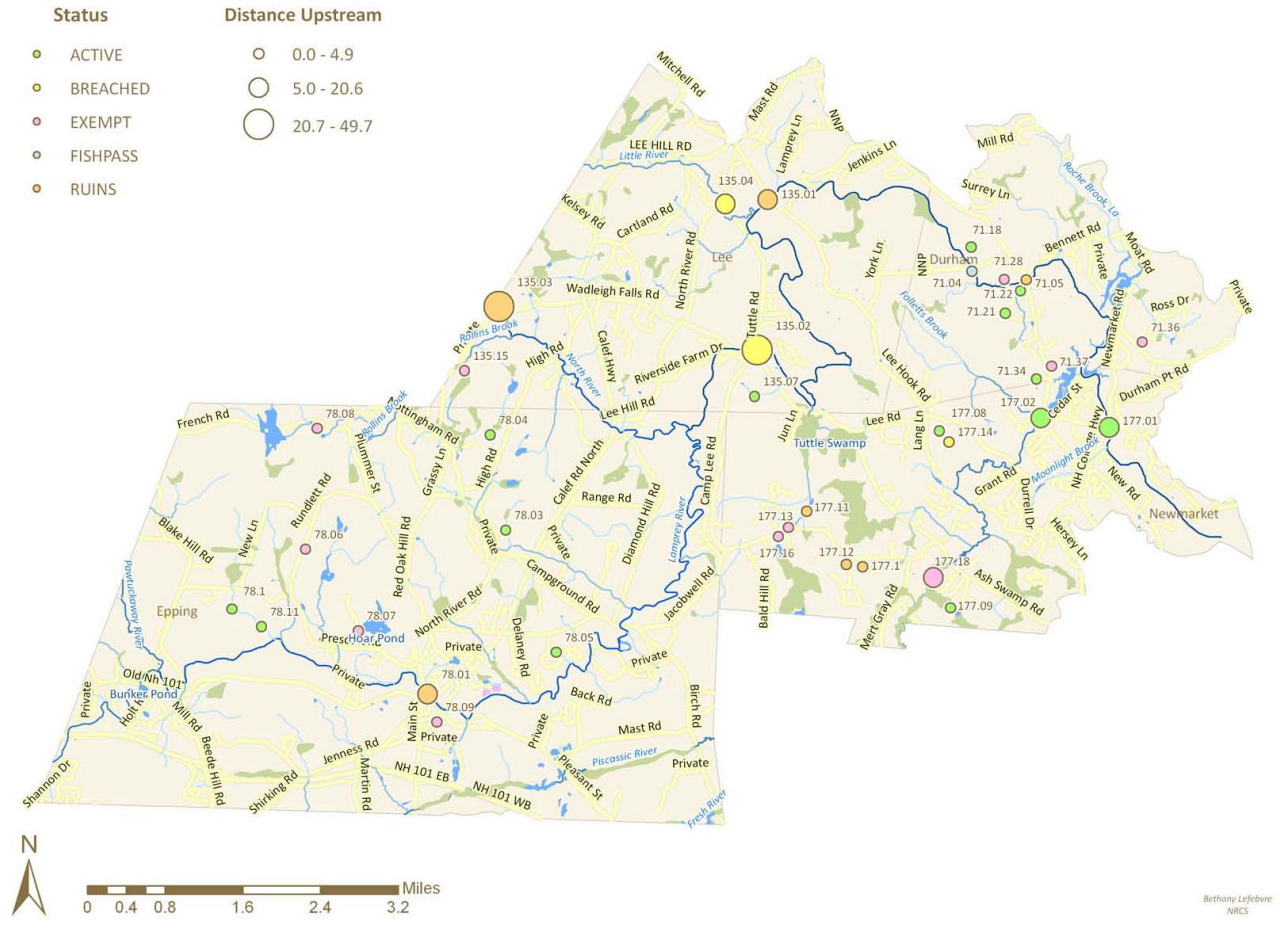 Status
Distance Upstream
ACTIVE
0.0 - 4.9
BREACHED
5.0 - 20.6
EXEMPT
20.7 - 49.7
FISHPASS
RUINS
Mitchell Rd
Mast Rd
NNP
Lamprey Ln
LEE HILL RD
Little River
Jenkins Ln
Mill Rd
Roche Brook, La
Surrey Ln
135.04
135.01
Kelsey Rd
Cartland Rd
North River Rd
Lee
York Ln
NNP
71.18
Durham
71.04
71.28
71.05
71.22
71.21
Bennett Rd
Private
Moat Rd
Newmarket Rd
Ross Dr
Private
71.36
135.03
Wadleigh Falls Rd
Tuttle Rd
135.02
Folletts Brook
Rollins Brook
135.15
High Rd
North River
Calef Hwy
Riverside Farm Dr
135.07
Lee Hook Rd
71.34
71.37
Durham Pt Rd
177.02
Cedar St
177.01
Lee Hill Rd
Jun Ln
Lee Rd
Lang Ln
177.08
177.14
Tuttle Swamp
Grant Rd
Moonlight Brook
New Rd
Durrell Dr
Hersey Ln
Newmarket
French Rd
78.08
Rollins Brook
Plummer St
Grassy Ln
78.04
High Rd
Calef Rd North
Camp Lee Rd
Range Rd
Diamond Hill Rd
Lamprey River
Rundlett Rd
Blake Hill Rd
New Ln
78.06
Red Oak Hill Rd
Private
78.03
Private
Campground Rd
177.11
177.13
177.16
177.12
177.1
177.18
Ash Swamp Rd
177.09
Mert Gray Rd
Bald Hill Rd
Jacobwell Rd
Pawtuckaway River
Epping
78.1
78.11
78.07
Hoar Pond
North River Rd
Private
Delaney Rd
78.05
Private
Old Nh 101
Bunker Pond
Private
Mill Rd
Private
78.01
78.09
Main St
Private
Private
Back Rd
Birch Rd
Mast Rd
Piscassic River
Private
Beede Hill Rd
Jenness Rd
Martin Rd
Shirking Rd
NH 101 EB
NH 101 WB
Pleasant St
Fresh River
Shannon Dr
N
Miles
0 0.4 0.8 1.6 2.4 3.2
Bethany Lefebvre
NRCS